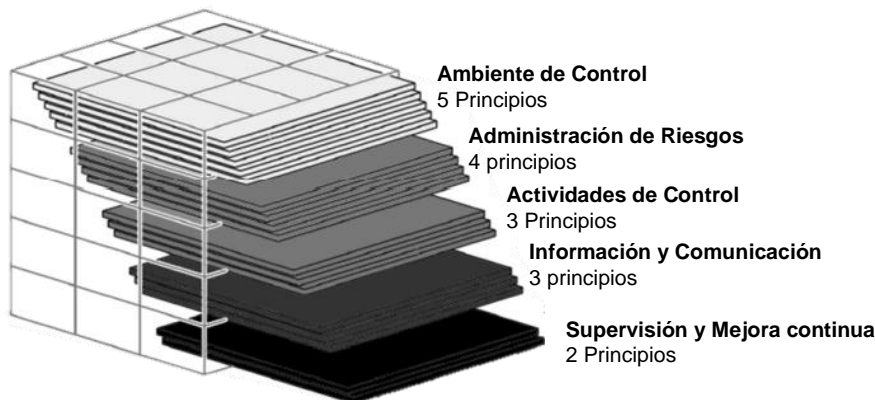 Ambiente de Control
5 Principios
Administración de Riesgos
4 principios
Actividades de Control
3 Principios
Información y Comunicación
3 principios
Supervisión y Mejora continua
2 Principios